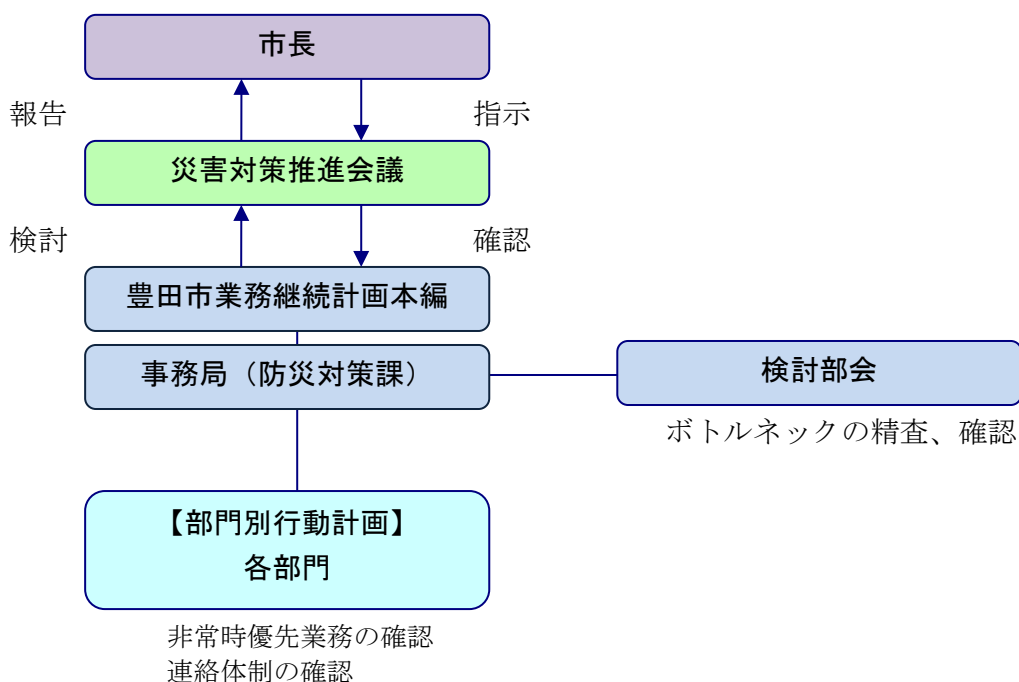 市長
報告
指示
災害対策推進会議
検討
確認
豊田市業務継続計画本編
事務局（防災対策課）
検討部会
ボトルネックの精査、確認
【部門別行動計画】
各部門
非常時優先業務の確認
連絡体制の確認